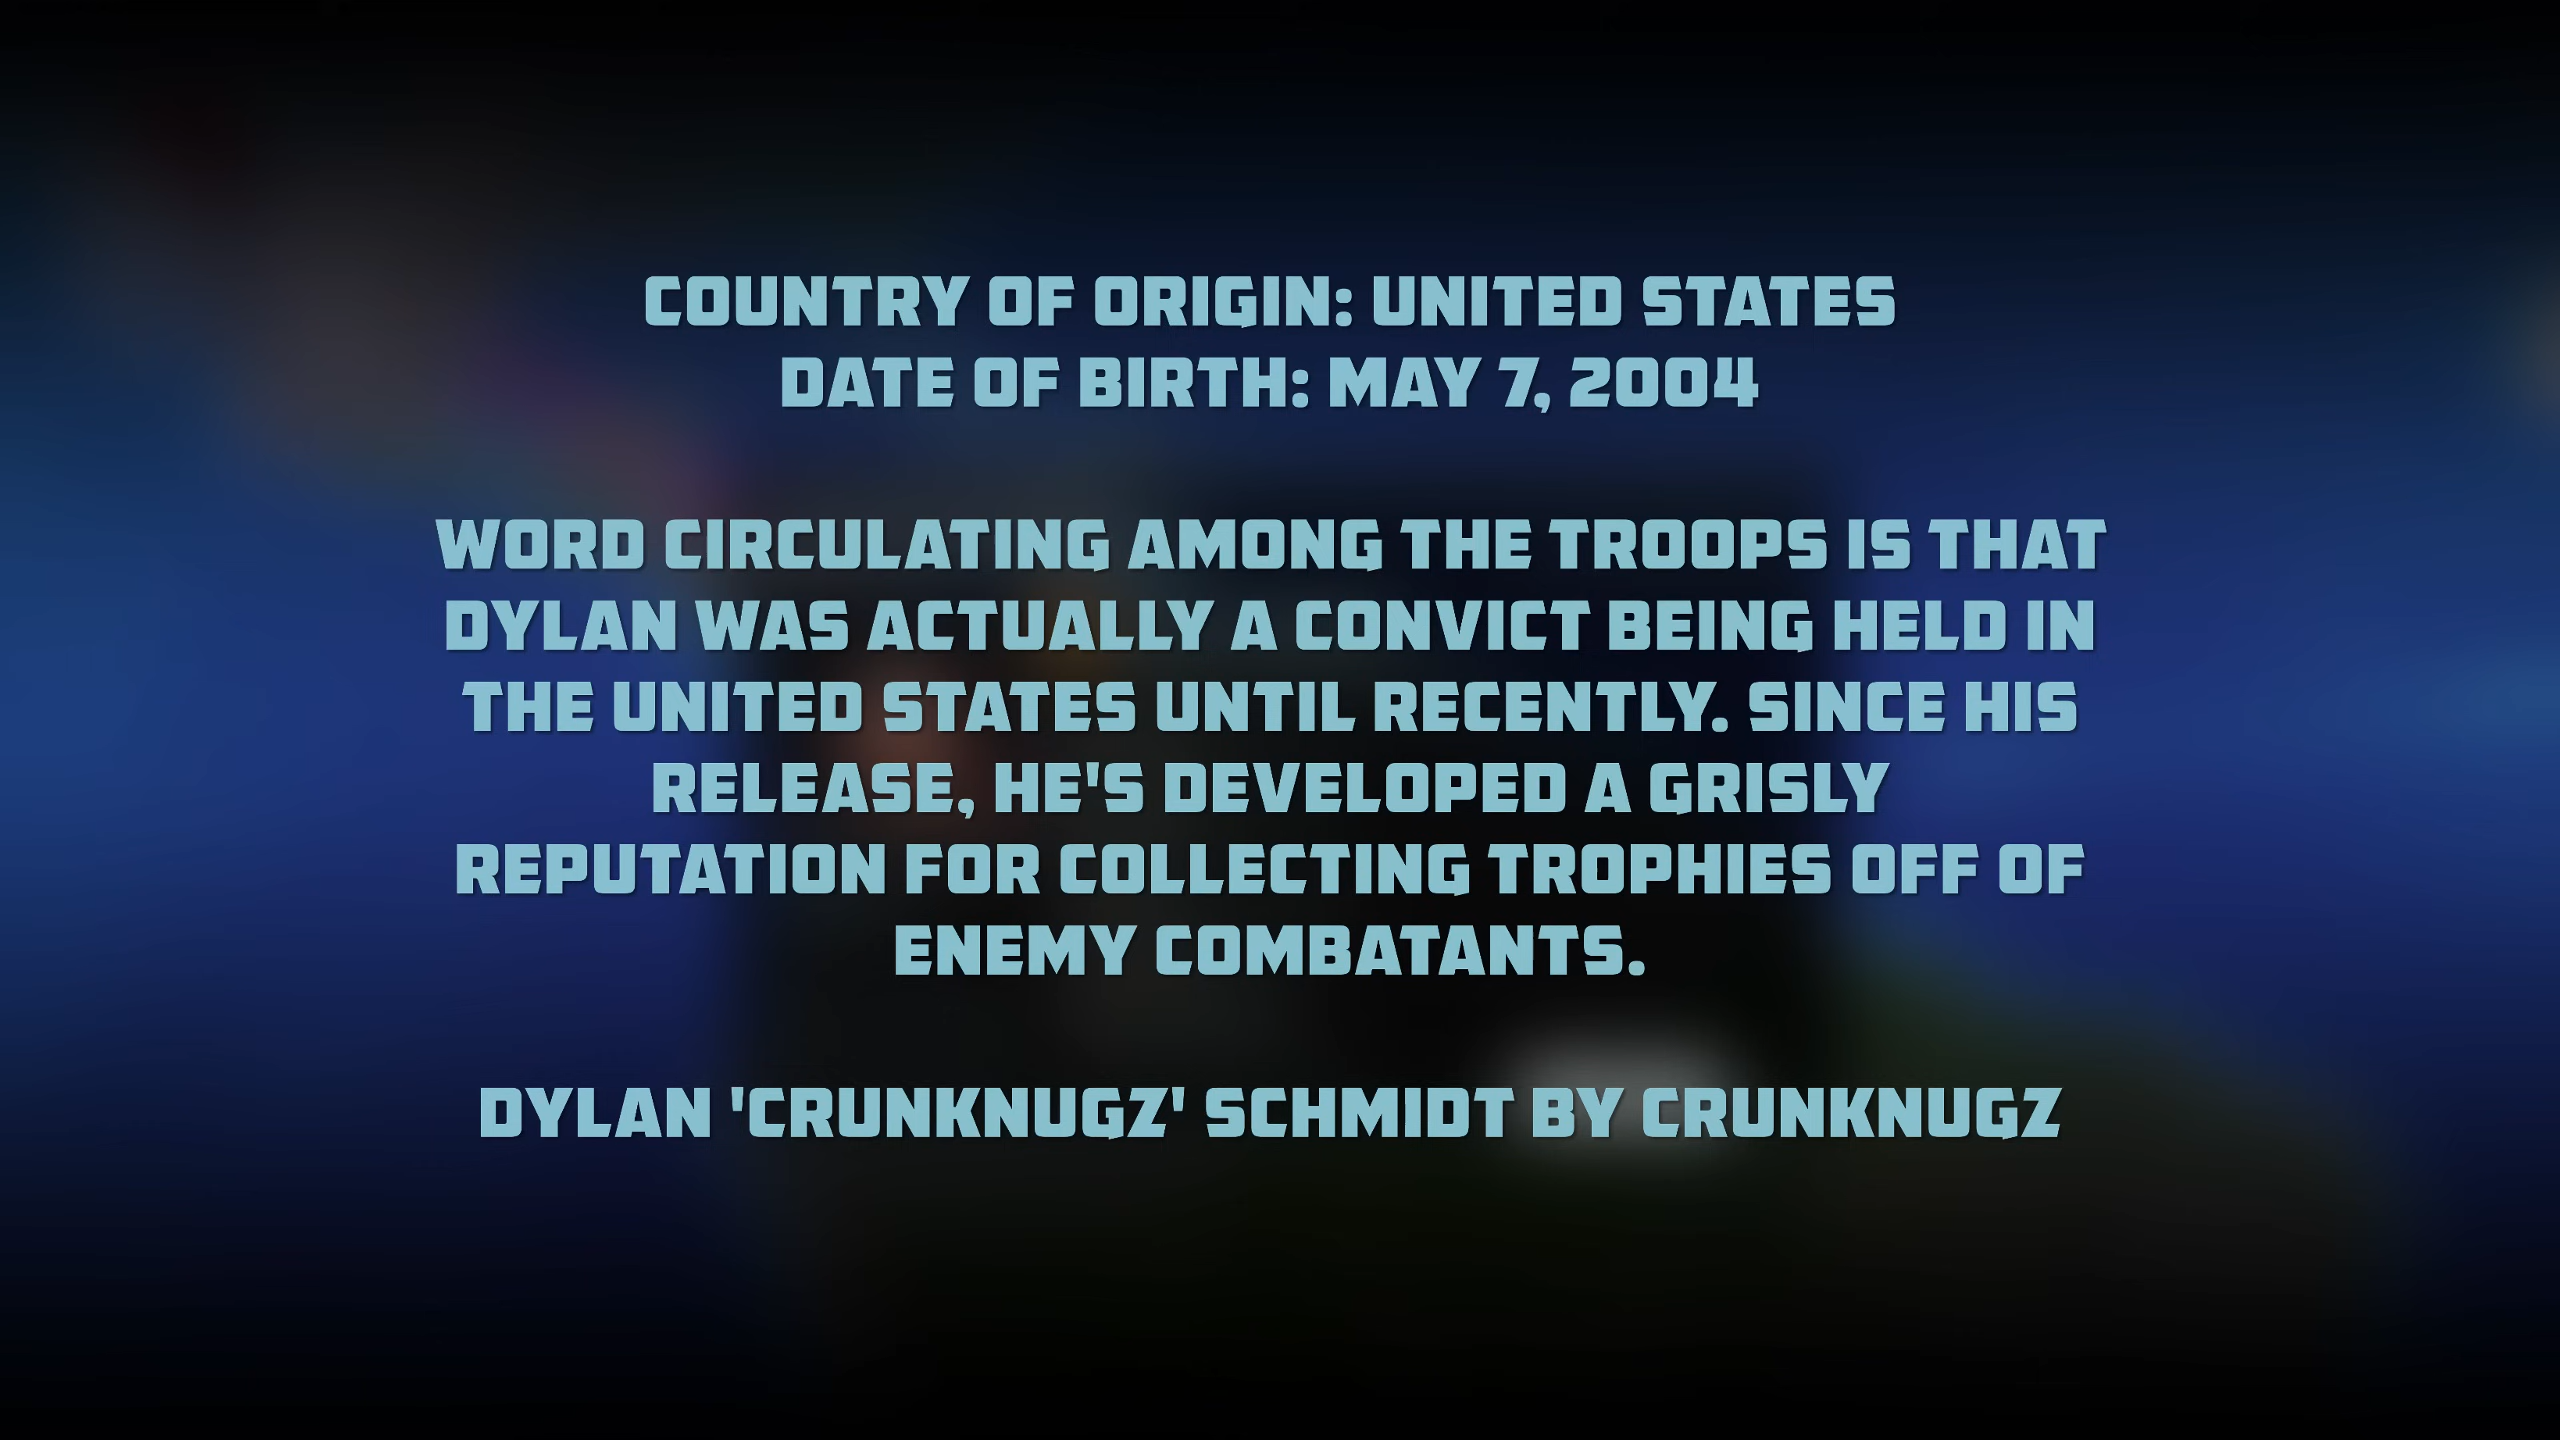 COUNTRY OF ORIGIN: UNITED STATES
DATE OF BIRTH: MAY 7, 2004
WORD CIRCULATING AMONG THE TROOPS IS THAT
DYLAN WAS ACTUALLY A CONVICT BEING HELD IN
THE UNITED STATES UNTIL RECENTLY. SINCE HIS
RELEASE, HE'S DEVELOPED A GRISLY
REPUTATION FOR COLLECTING TROPHIES OFF OF
ENEMY COMBATANTS.
DYLAN 'CRUNKNUGZ' SCHMIDT BY CRUNKNUGZ